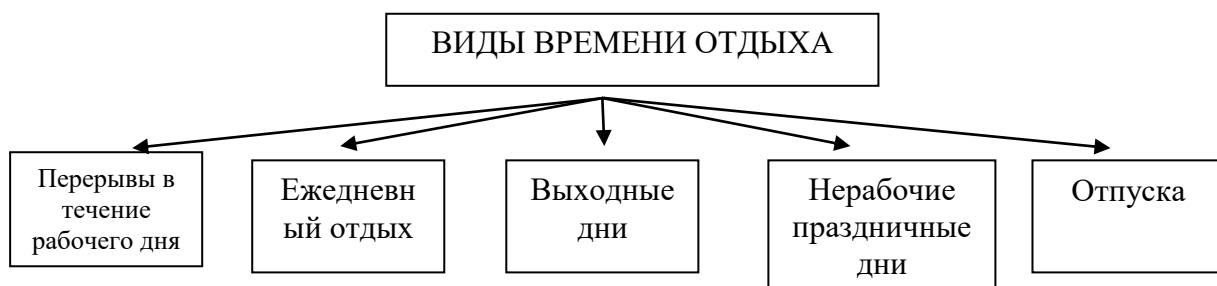 ВИДЫ ВРЕМЕНИ ОТДЫХА
Перерывы в
течение
рабочего дня
Ежедневн
ый отдых
Выходные
дни
Нерабочие
праздничные
дни
Отпуска